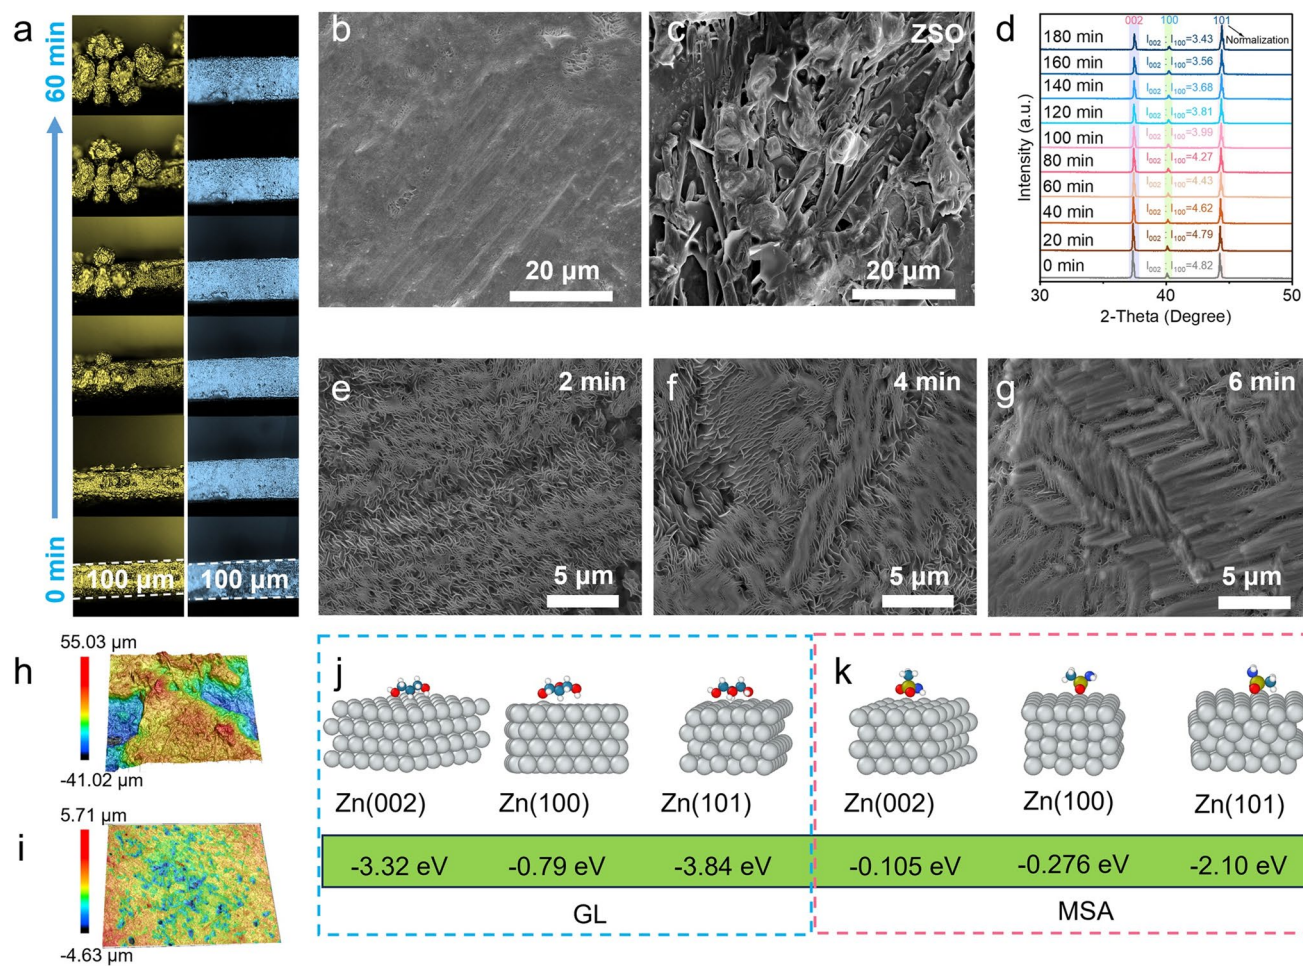 a
60 min
0 min
100 μm
100 μm
b
20 μm
c
ZSO
20 μm
d
002
100
101
Normalization
180 min
I002 : I100=3.43
160 min
I002 : I100=3.56
140 min
I002 : I100=3.68
120 min
I002 : I100=3.81
100 min
I002 : I100=3.99
80 min
I002 : I100=4.27
60 min
I002 : I100=4.43
40 min
I002 : I100=4.62
20 min
I002 : I100=4.79
0 min
I002 : I100=4.82
Intensity (a.u.)
30
40
50
2-Theta (Degree)
e
2 min
5 μm
f
4 min
5 μm
g
6 min
5 μm
h
55.03 μm
-41.02 μm
i
5.71 μm
-4.63 μm
j
Zn(002)
Zn(100)
Zn(101)
-3.32 eV
-0.79 eV
-3.84 eV
GL
k
Zn(002)
Zn(100)
Zn(101)
-0.105 eV
-0.276 eV
-2.10 eV
MSA